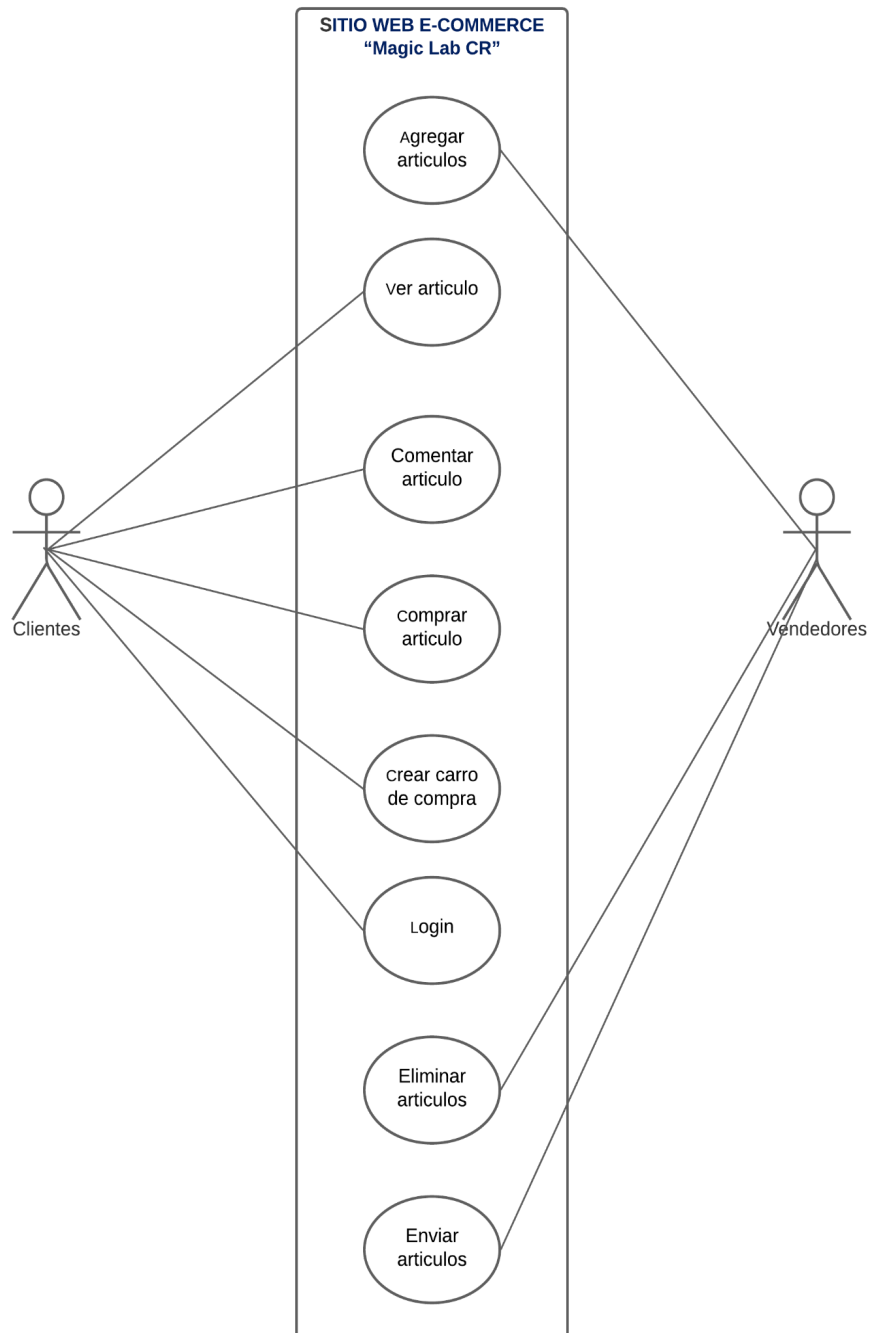 SITIO WEB E-COMMERCE
“Magic Lab CR”
Agregar
articulos
Ver articulo
Comentar
articulo
Clientes
Vendedores
Comprar
articulo
Crear carro
de compra
Login
Eliminar
articulos
Enviar
articulos